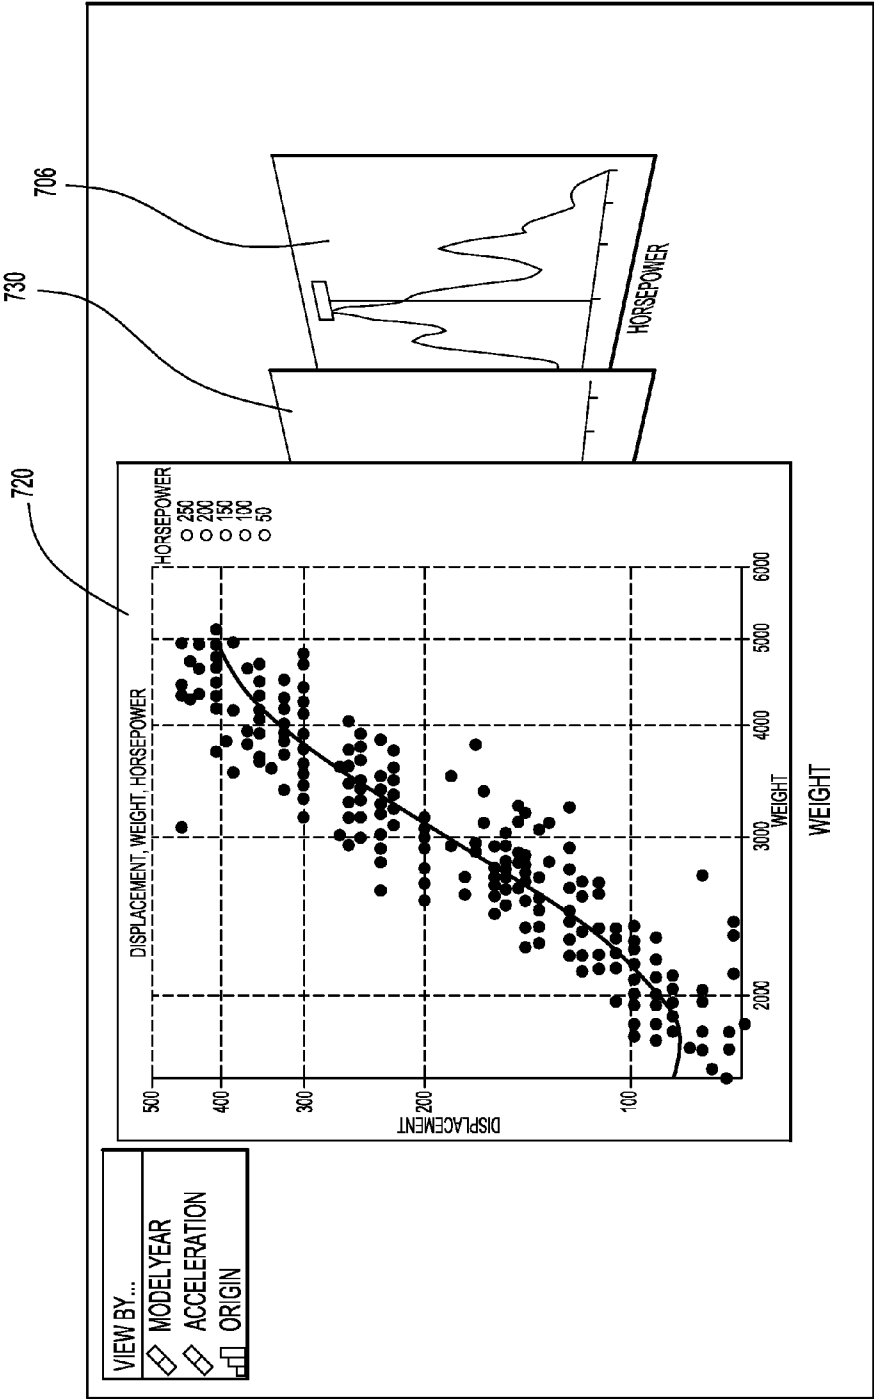 720
730
706
VIEW BY...
MODELYEAR
ACCELERATION
ORIGIN
DISPLACEMENT, WEIGHT, HORSEPOWER
HORSEPOWER
250
200
150
100
50
DISPLACEMENT
500
400
300
200
100
2000
3000
4000
5000
6000
WEIGHT
WEIGHT
HORSEPOWER